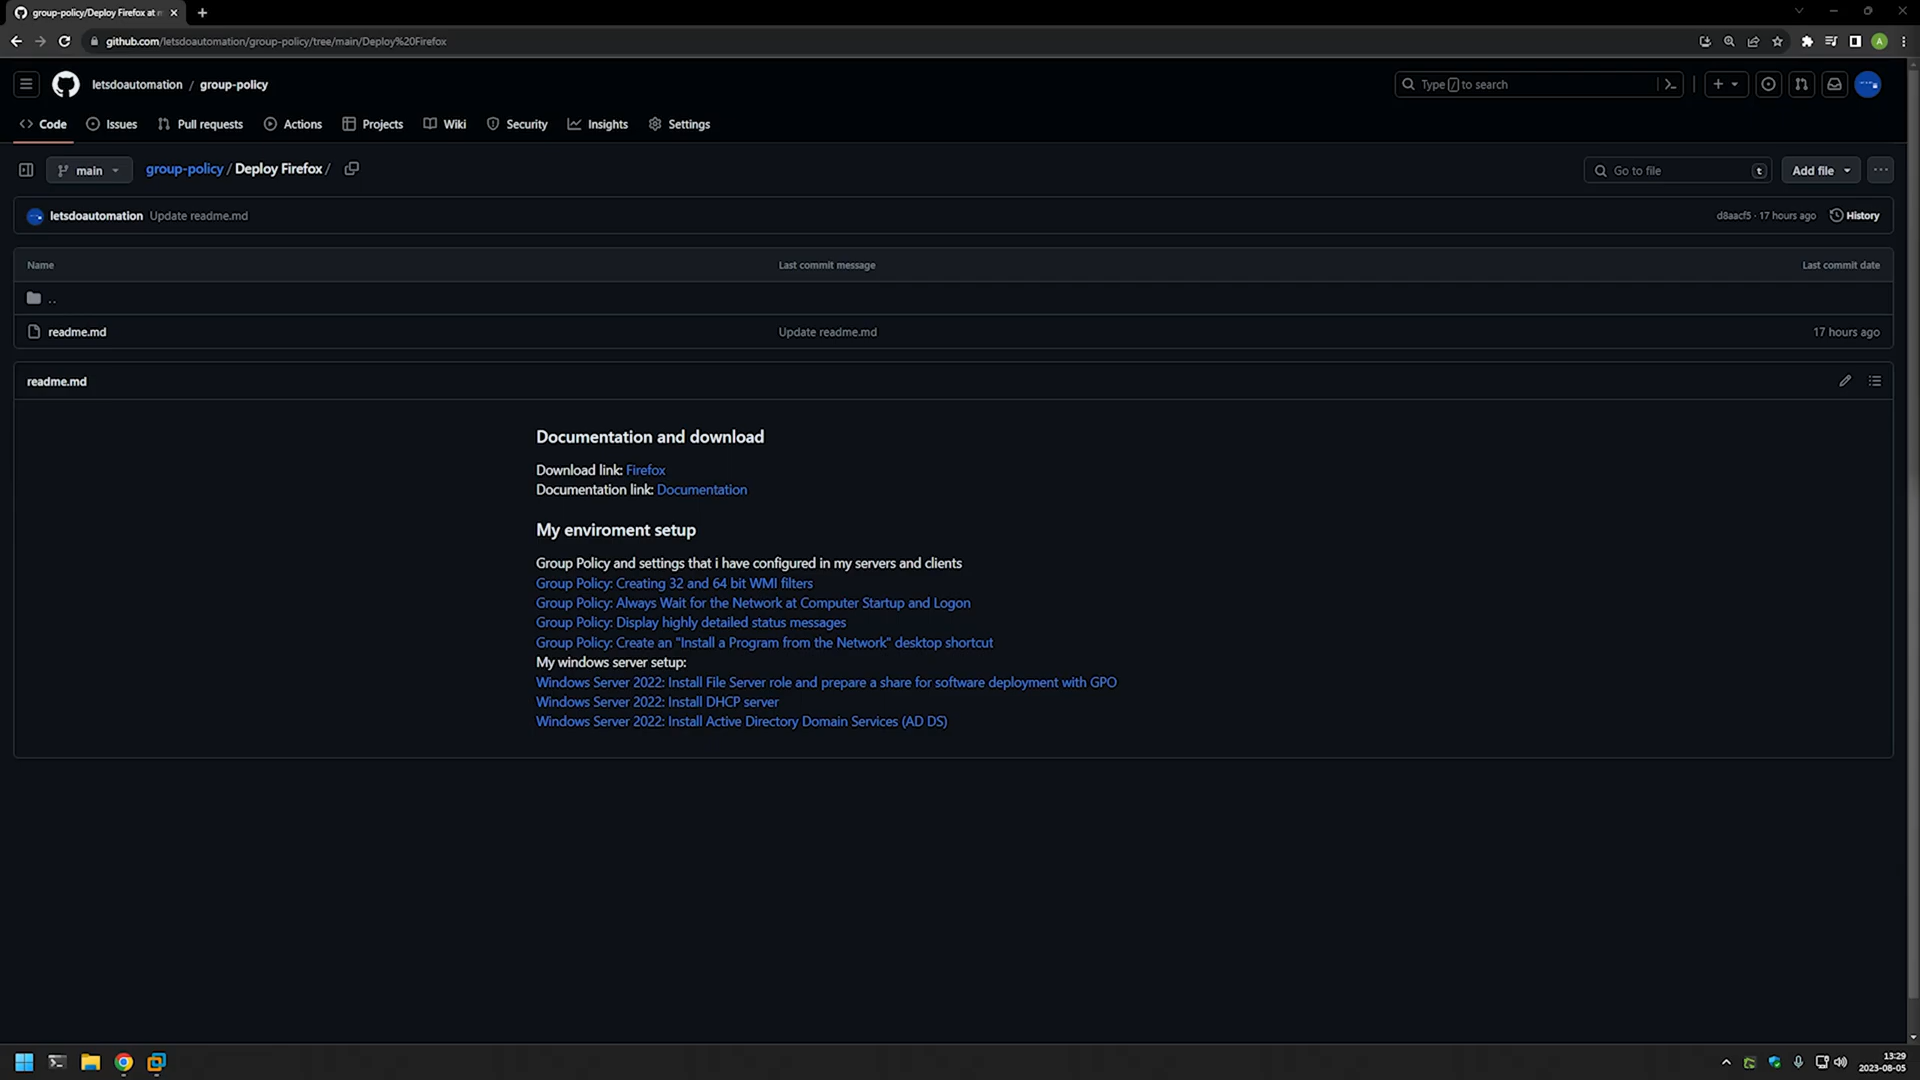 group-policy/Deploy Firefox at m
github.com/letsdoautomation/group-policy/tree/main/Deploy%20Firefox
A
letsdoautomation / group-policy
Type / to search
Code
Issues
Pull requests
Actions
Projects
Wiki
Security
Insights
Settings
main
group-policy / Deploy Firefox /
Go to file
t
Add file
letsdoautomation Update readme.md
d8aacf5 · 17 hours ago
History
Name
Last commit message
Last commit date
..
readme.md
Update readme.md
17 hours ago
readme.md
Documentation and download
Download link: Firefox
Documentation link: Documentation
My enviroment setup
Group Policy and settings that i have configured in my servers and clients
Group Policy: Creating 32 and 64 bit WMI filters
Group Policy: Always Wait for the Network at Computer Startup and Logon
Group Policy: Display highly detailed status messages
Group Policy: Create an "Install a Program from the Network" desktop shortcut
My windows server setup:
Windows Server 2022: Install File Server role and prepare a share for software deployment with GPO
Windows Server 2022: Install DHCP server
Windows Server 2022: Install Active Directory Domain Services (AD DS)
13:29
2023-08-05